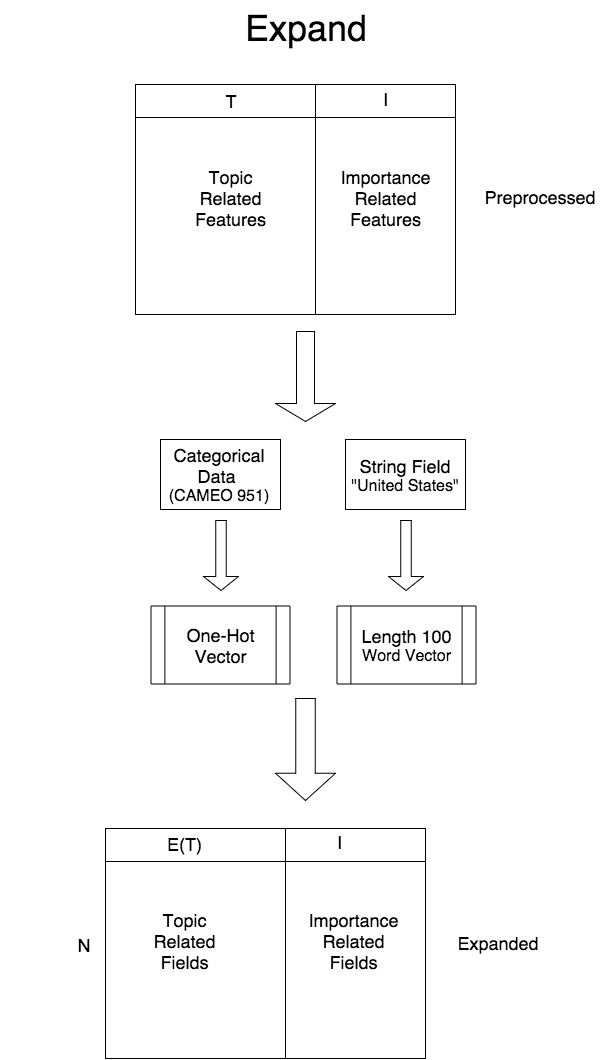 Expand
T
I
Topic
Related
Features
Importance
Related
Features
Preprocessed
Categorical
Data
(CAMEO 951)
String Field
"United States"
One-Hot
Vector
Length 100
Word Vector
E(T)
I
N
Topic
Related
Fields
Importance
Related
Fields
Expanded